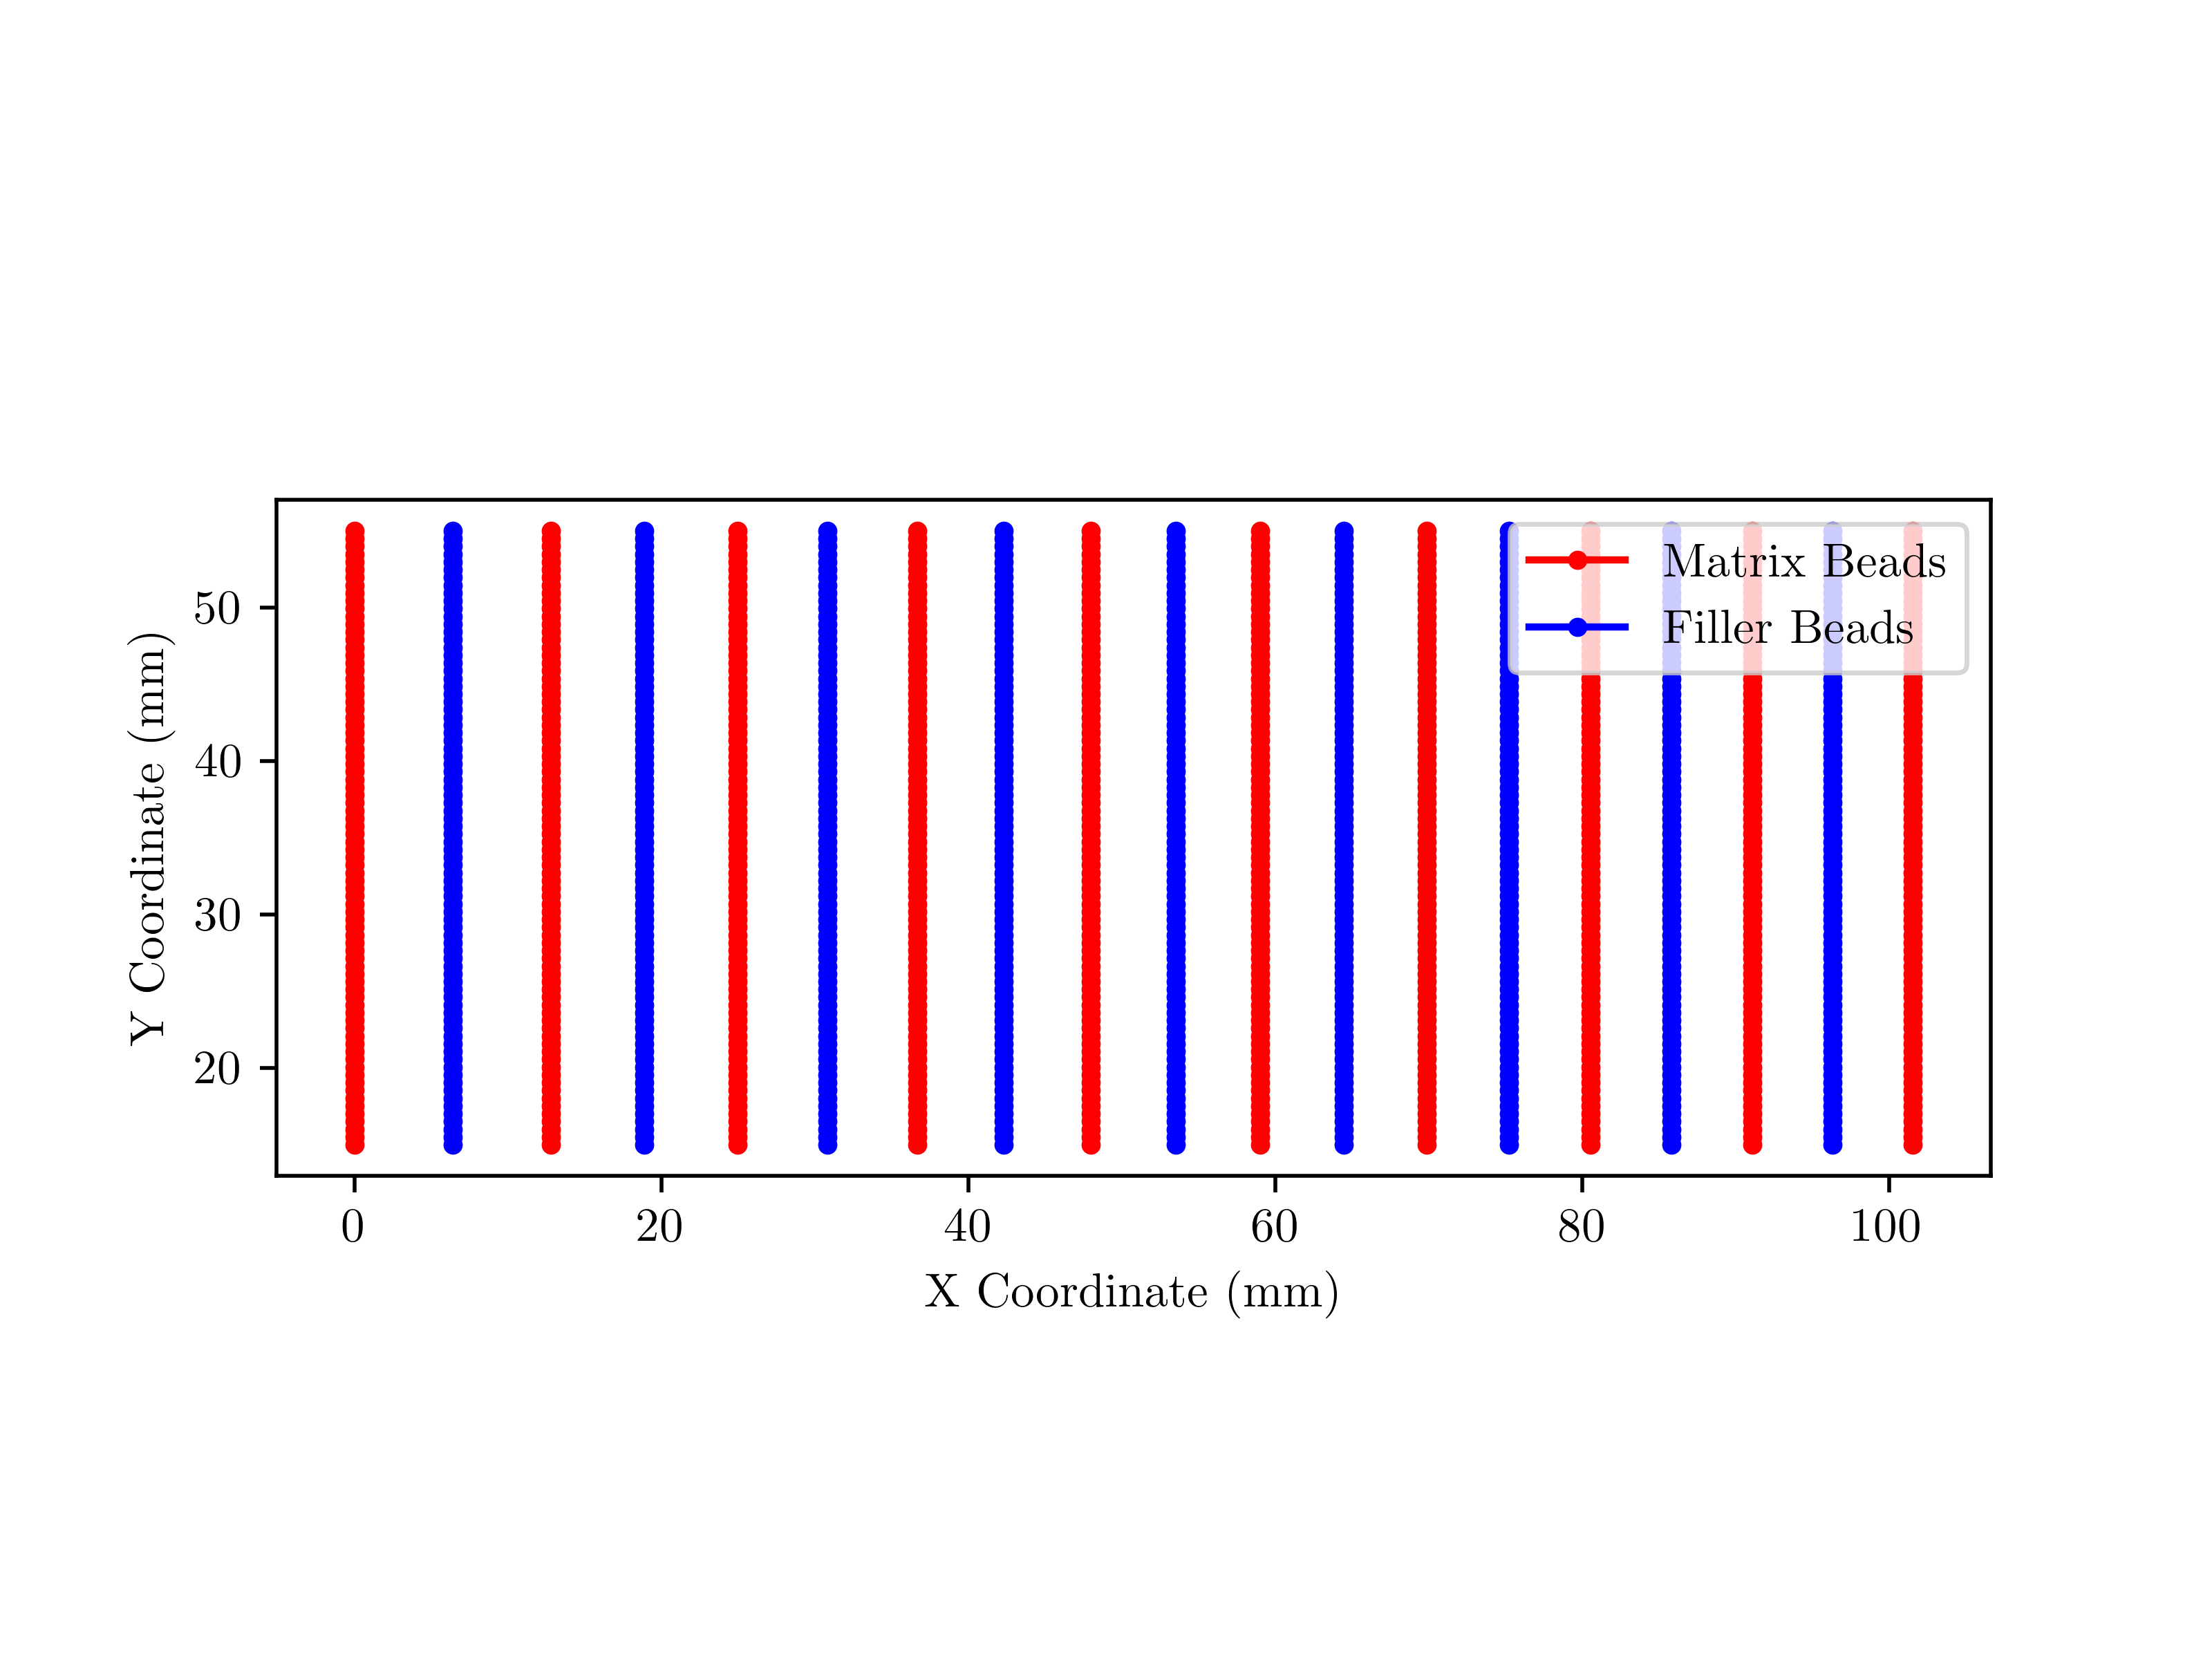 Matrix Beads
Filler Beads
50
40
30
20
Y Coordinate (mm)
0 20 40 60 80 100
X Coordinate (mm)